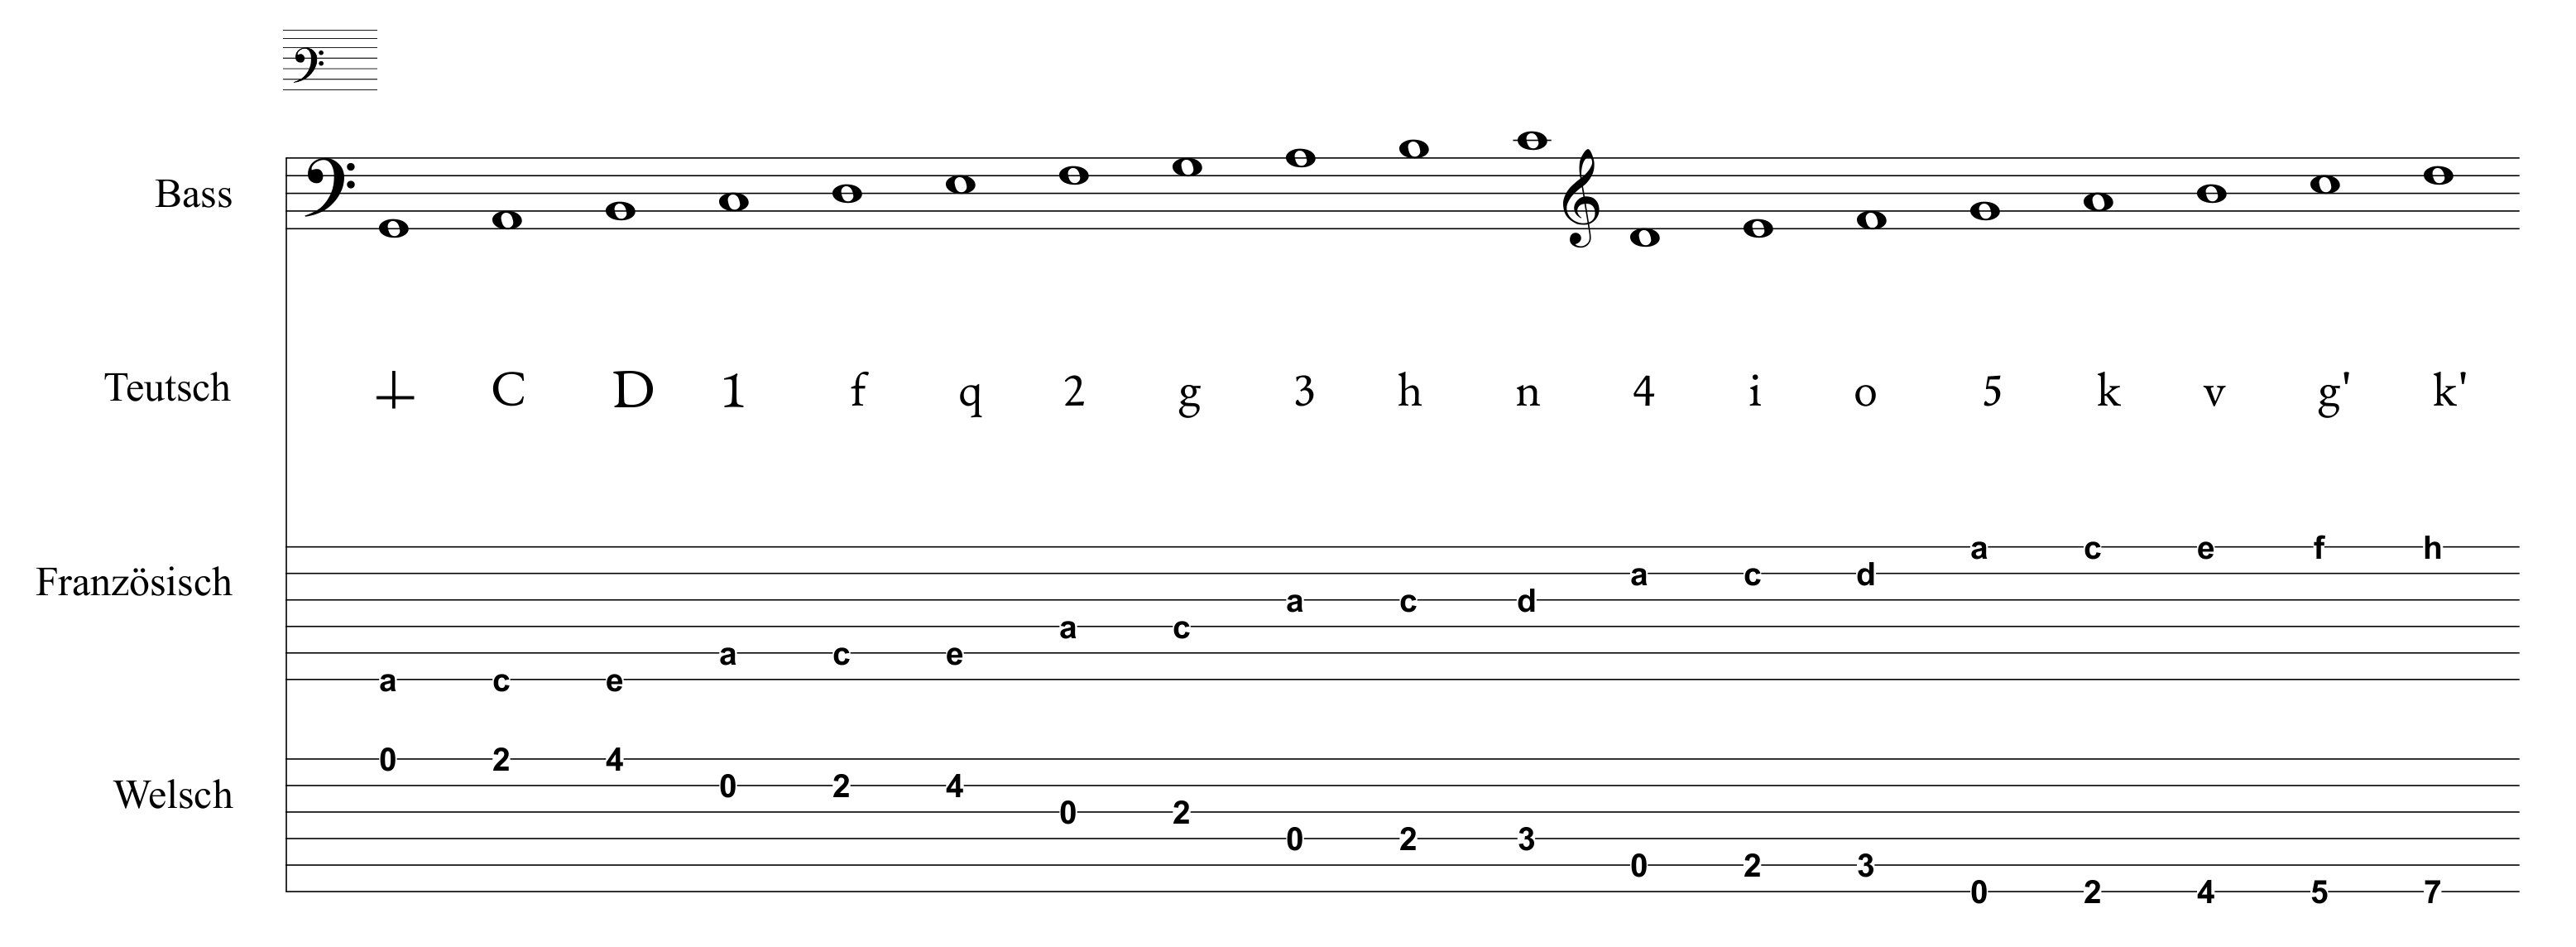 Bass
Teutsch + C D 1 f q 2 g 3 h n 4 i o 5 k v g' k'
Französisch a c e a c e a c a c d a c d a c e f h
Welsch 0 2 4 0 2 4 0 2 0 2 3 0 2 3 0 2 4 5 7